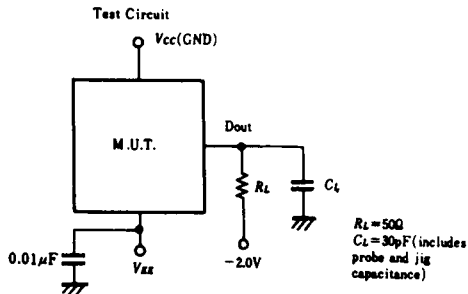 Test Circuit
Vcc(GND)
M.U.T.
Dout
RL
CL
0.01μF
VEE
-2.0V
RL=50Ω
CL=30pF(includes
probe and jig
capacitance)